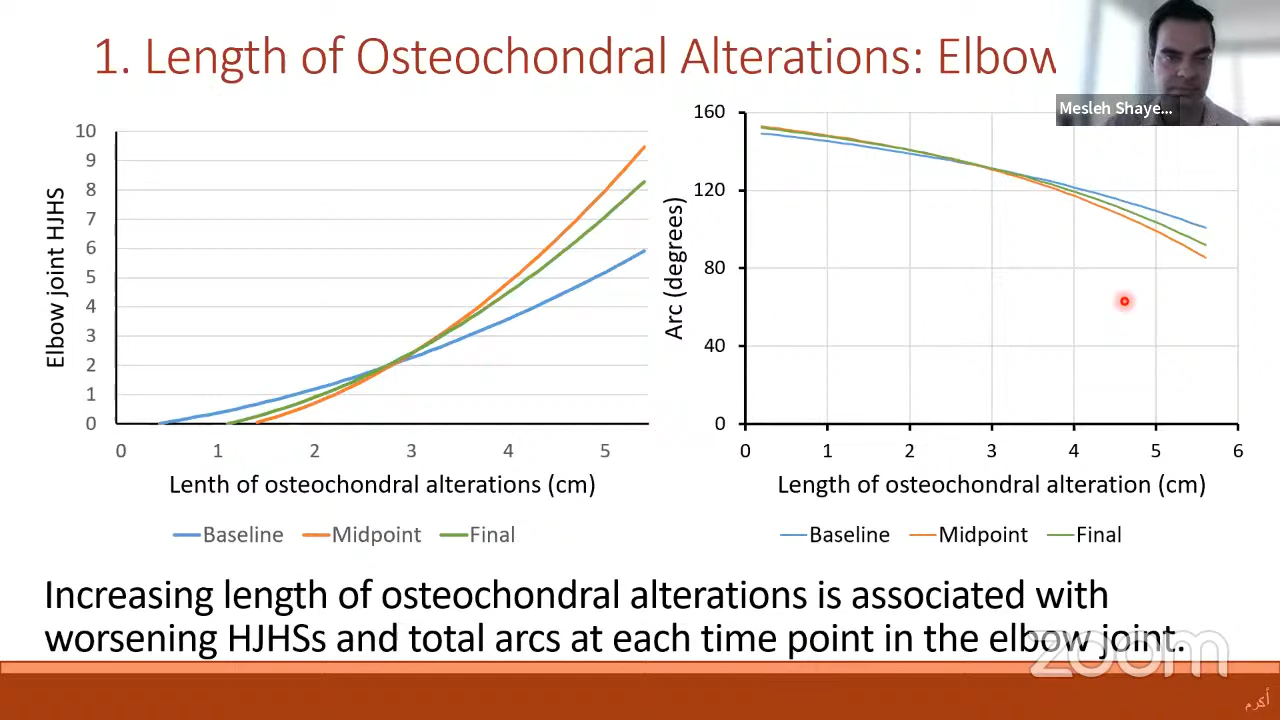 1. Length of Osteochondral Alterations: Elbow
Mesleh Shaye...
10
9
8
7
6
5
4
3
2
1
0
Elbow joint HJHS
0 1 2 3 4 5
Lenth of osteochondral alterations (cm)
Baseline Midpoint Final
160
120
80
40
0
Arc (degrees)
0 1 2 3 4 5 6
Length of osteochondral alteration (cm)
Baseline Midpoint Final
Increasing length of osteochondral alterations is associated with
worsening HJHSs and total arcs at each time point in the elbow joint.
zoom
أكرم